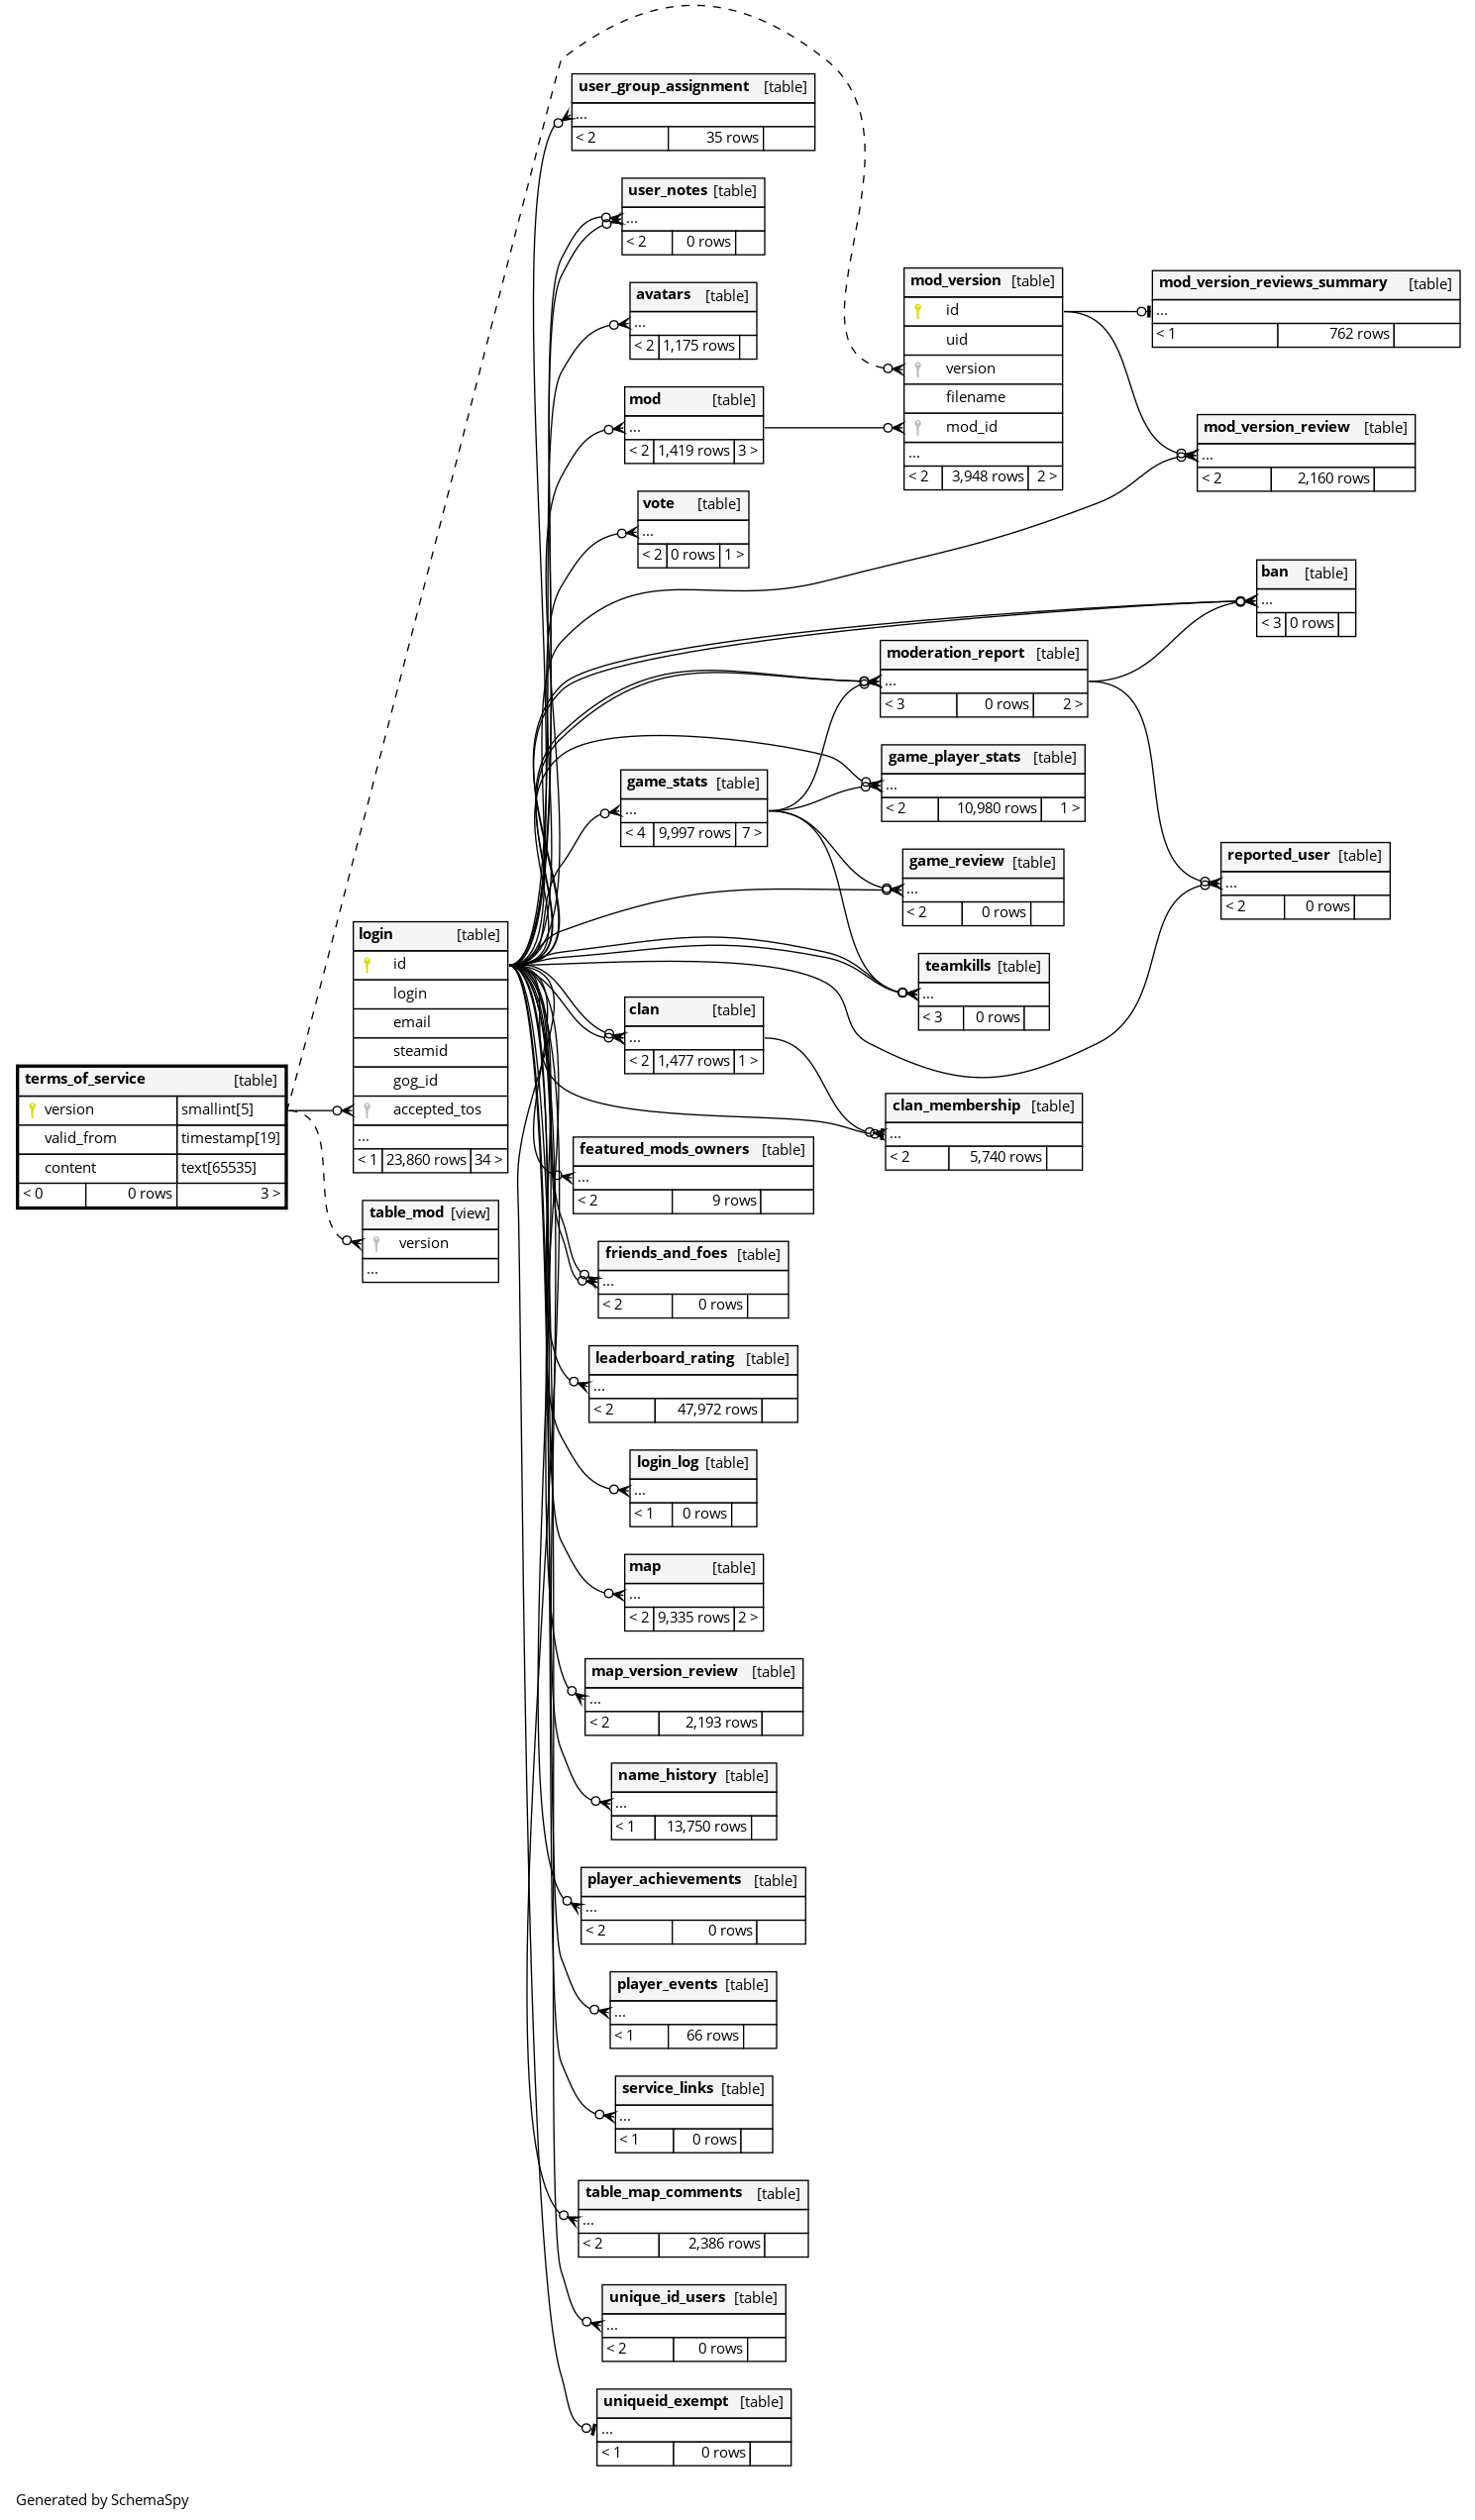 user_group_assignment [table]
...
< 2 35 rows
user_notes [table]
...
< 2 0 rows
avatars [table]
...
< 2 1,175 rows
mod [table]
...
< 2 1,419 rows 3 >
vote [table]
...
< 2 0 rows 1 >
mod_version [table]
id
uid
version
filename
mod_id
...
< 2 3,948 rows 2 >
mod_version_reviews_summary [table]
...
< 1 762 rows
mod_version_review [table]
...
< 2 2,160 rows
ban [table]
...
< 3 0 rows
moderation_report [table]
...
< 3 0 rows 2 >
game_player_stats [table]
...
< 2 10,980 rows 1 >
game_stats [table]
...
< 4 9,997 rows 7 >
game_review [table]
...
< 2 0 rows
reported_user [table]
...
< 2 0 rows
teamkills [table]
...
< 3 0 rows
login [table]
id
login
email
steamid
gog_id
accepted_tos
...
< 1 23,860 rows 34 >
clan [table]
...
< 2 1,477 rows 1 >
clan_membership [table]
...
< 2 5,740 rows
terms_of_service [table]
version smallint[5]
valid_from timestamp[19]
content text[65535]
< 0 0 rows 3 >
table_mod [view]
version
...
featured_mods_owners [table]
...
< 2 9 rows
friends_and_foes [table]
...
< 2 0 rows
leaderboard_rating [table]
...
< 2 47,972 rows
login_log [table]
...
< 1 0 rows
map [table]
...
< 2 9,335 rows 2 >
map_version_review [table]
...
< 2 2,193 rows
name_history [table]
...
< 1 13,750 rows
player_achievements [table]
...
< 2 0 rows
player_events [table]
...
< 1 66 rows
service_links [table]
...
< 1 0 rows
table_map_comments [table]
...
< 2 2,386 rows
unique_id_users [table]
...
< 2 0 rows
uniqueid_exempt [table]
...
< 1 0 rows
Generated by SchemaSpy